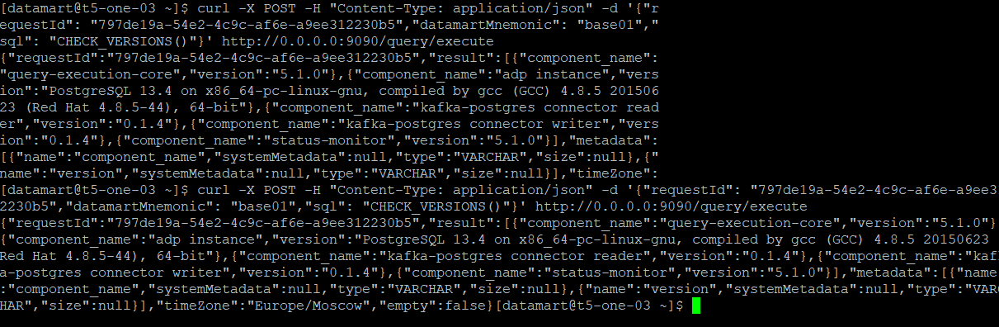 [datamart@t5-one-03 ~]$ curl -X POST -H "Content-Type: application/json" -d '{"r
equestId": "797de19a-54e2-4c9c-af6e-a9ee312230b5","datamartMnemonic": "base01","
sql": "CHECK_VERSIONS()"}' http://0.0.0.0:9090/query/execute
{"requestId":"797de19a-54e2-4c9c-af6e-a9ee312230b5","result":[{"component_name":
"query-execution-core","version":"5.1.0"},{"component_name":"adp instance","vers
ion":"PostgreSQL 13.4 on x86_64-pc-linux-gnu, compiled by gcc (GCC) 4.8.5 201506
23 (Red Hat 4.8.5-44), 64-bit"},{"component_name":"kafka-postgres connector read
er","version":"0.1.4"},{"component_name":"kafka-postgres connector writer","vers
ion":"0.1.4"},{"component_name":"status-monitor","version":"5.1.0"}],"metadata":
[{"name":"component_name","systemMetadata":null,"type":"VARCHAR","size":null},{"
name":"version","systemMetadata":null,"type":"VARCHAR","size":null}],"timeZone":
[datamart@t5-one-03 ~]$ curl -X POST -H "Content-Type: application/json" -d '{"requestId": "797de19a-54e2-4c9c-af6e-a9ee3
2230b5","datamartMnemonic": "base01","sql": "CHECK_VERSIONS()"}' http://0.0.0.0:9090/query/execute
{"requestId":"797de19a-54e2-4c9c-af6e-a9ee312230b5","result":[{"component_name":"query-execution-core","version":"5.1.0"}
{"component_name":"adp instance","version":"PostgreSQL 13.4 on x86_64-pc-linux-gnu, compiled by gcc (GCC) 4.8.5 20150623
Red Hat 4.8.5-44), 64-bit"},{"component_name":"kafka-postgres connector reader","version":"0.1.4"},{"component_name":"kaf
a-postgres connector writer","version":"0.1.4"},{"component_name":"status-monitor","version":"5.1.0"}],"metadata":[{"name
:"component_name","systemMetadata":null,"type":"VARCHAR","size":null},{"name":"version","systemMetadata":null,"type":"VAR
HAR","size":null}],"timeZone":"Europe/Moscow","empty":false}[datamart@t5-one-03 ~]$